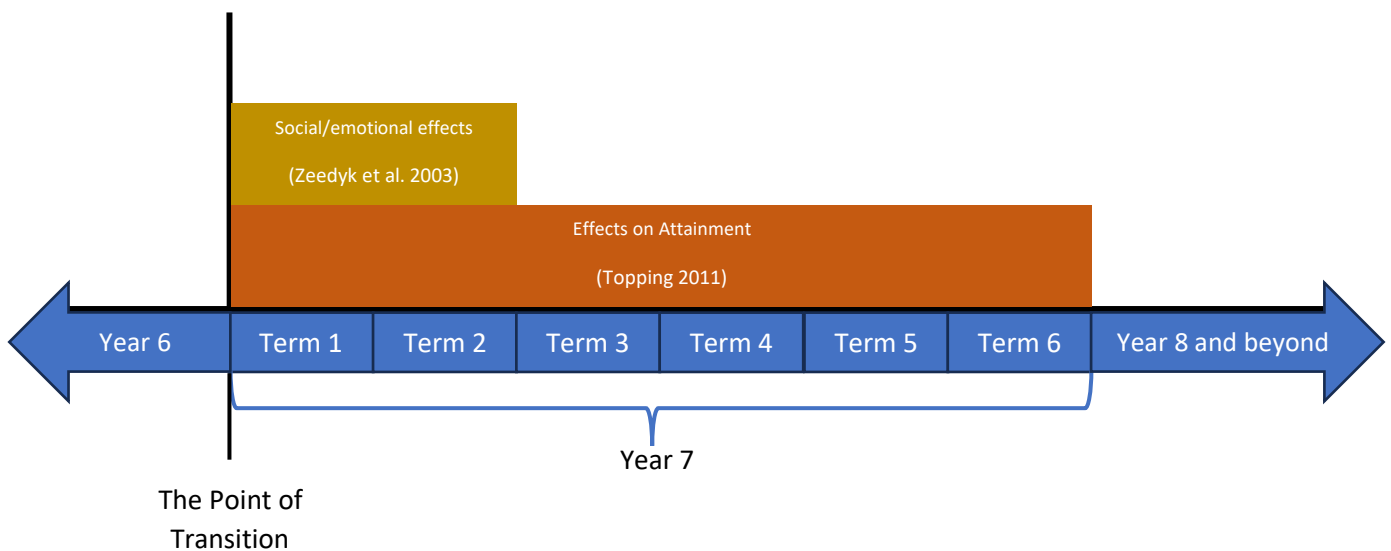 Social/emotional effects
(Zeedyk et al. 2003)
Effects on Attainment
(Topping 2011)
Year 6
Term 1
Term 2
Term 3
Term 4
Term 5
Term 6
Year 8 and beyond
Year 7
The Point of
Transition